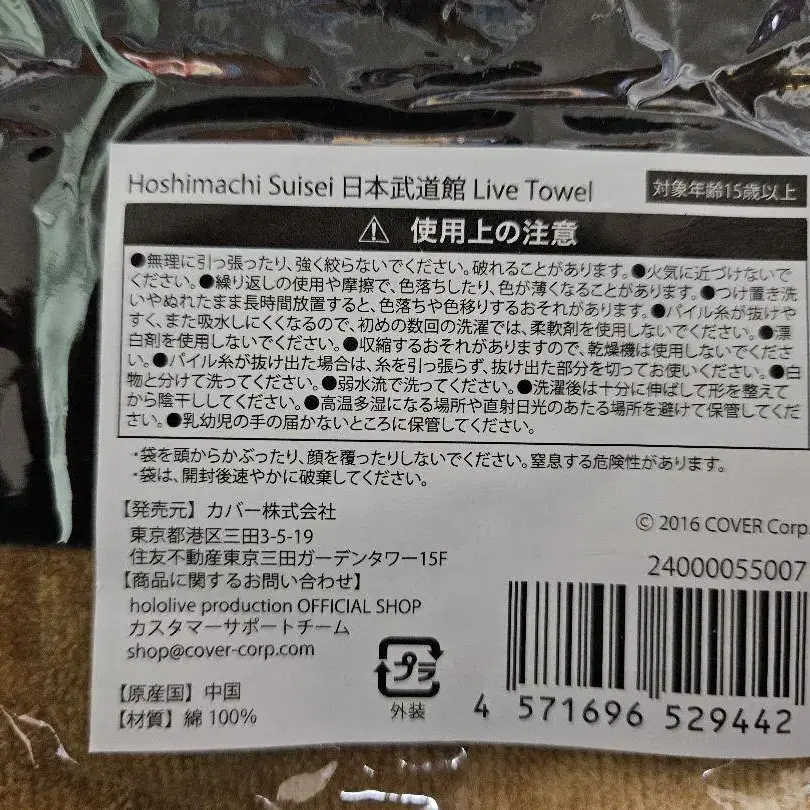 Hoshimachi Suisei 日本武道館 Live Towel
対象年齢15歳以上
⚠ 使用上の注意
●無理に引っ張ったり、強く絞らないでください。破れることがあります。●火気に近づけないで
ください。●繰り返しの使用や摩擦で、色落ちしたり、色が薄くなることがあります。●つけ置き洗
いやぬれたまま長時間放置すると、色落ちや色移りするおそれがあります。●パイル糸が抜けや
すく、また吸水しにくくなるので、初めの数回の洗濯では、柔軟剤を使用しないでください。●漂
白剤を使用しないでください。●収縮するおそれがありますので、乾燥機は使用しないでくださ
い。●パイル糸が抜け出た場合は、糸を引っ張らず、抜け出た部分を切ってお使いください。●白
物と分けて洗ってください。●弱水流で洗ってください。●洗濯後は十分に伸ばして形を整えて
から陰干ししてください。●高温多湿になる場所や直射日光のあたる場所を避けて保管してくだ
さい。●乳幼児の手の届かないところに保管してください。
・袋を頭からかぶったり、顔を覆ったりしないでください。窒息する危険性があります。
・袋は、開封後速やかに破棄してください。
【発売元】カバー株式会社
東京都港区三田3-5-19
住友不動産東京三田ガーデンタワー15F
【商品に関するお問い合わせ】
hololive production OFFICIAL SHOP
カスタマーサポートチーム
shop@cover-corp.com
【原産国】中国
【材質】綿 100%
プラ
外装
© 2016 COVER Corp.
24000055007
4 571696 529442